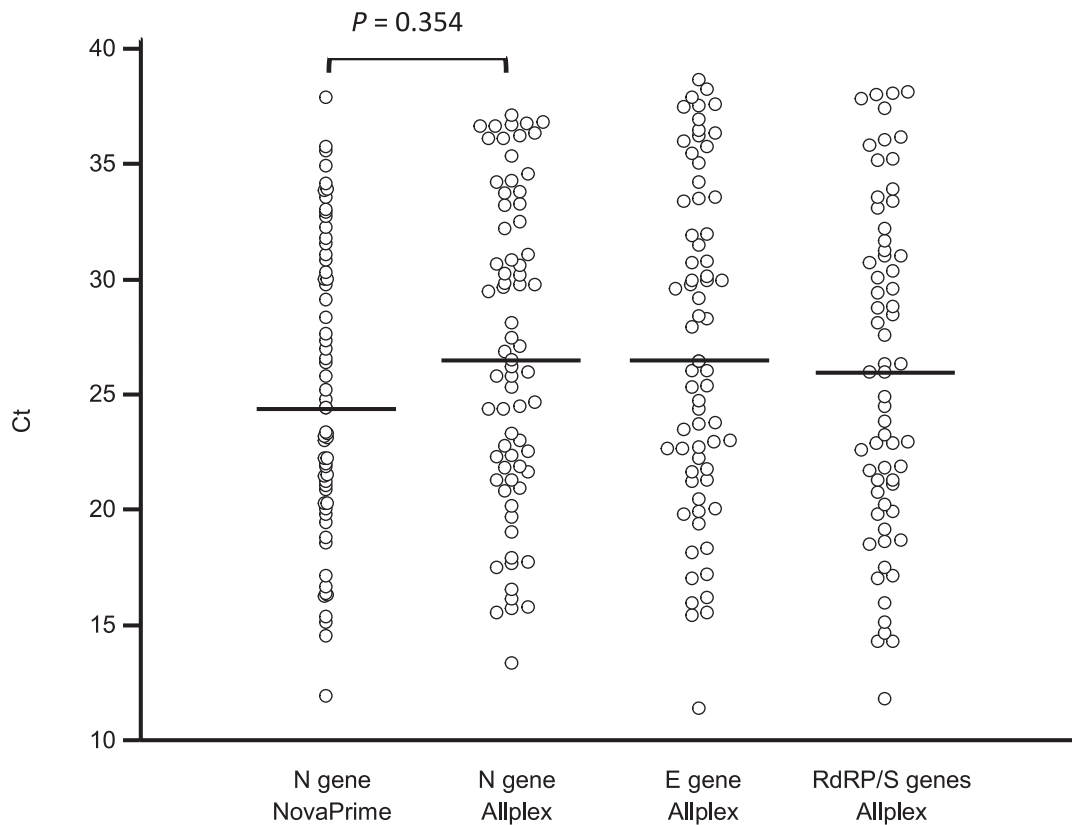 P = 0.354
40
35
30
25
20
15
10
Ct
N gene
NovaPrime
N gene
Allplex
E gene
Allplex
RdRP/S genes
Allplex